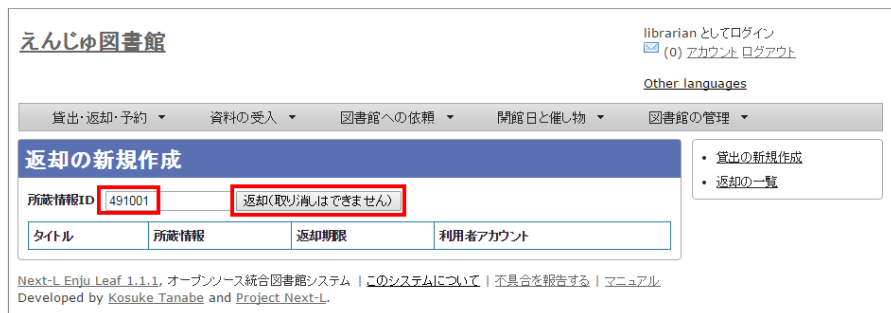 えんじゅ図書館
librarian としてログイン
(0) アカウント ログアウト
Other languages
貸出・返却・予約 ▼ 資料の受入 ▼ 図書館への依頼 ▼ 開館日と催し物 ▼ 図書館の管理 ▼
返却の新規作成
所蔵情報ID 491001 返却(取り消しはできません)
タイトル 所蔵情報 返却期限 利用者アカウント
・ 貸出の新規作成
・ 返却の一覧
Next-L Enju Leaf 1.1.1, オープンソース統合図書館システム | このシステムについて | 不具合を報告する | マニュアル
Developed by Kosuke Tanabe and Project Next-L.